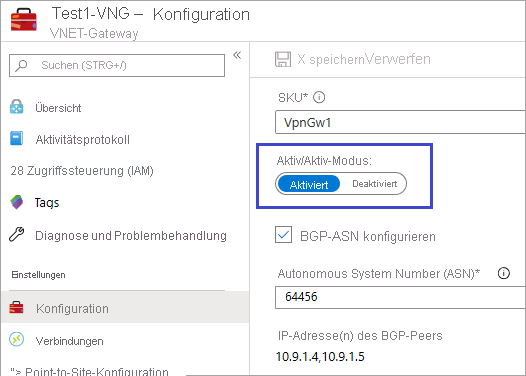 Test1-VNG – Konfiguration
VNET-Gateway
Suchen (STRG+/)
«
Übersicht
Aktivitätsprotokoll
28 Zugriffssteuerung (IAM)
Tags
Diagnose und Problembehandlung
Einstellungen
Konfiguration
Verbindungen
"> Point-to-Site-Konfiguration
X speichernVerwerfen
SKU*
VpnGw1
Aktiv/Aktiv-Modus:
Aktiviert Deaktiviert
BGP-ASN konfigurieren
Autonomous System Number (ASN)*
64456
IP-Adresse(n) des BGP-Peers
10.9.1.4,10.9.1.5